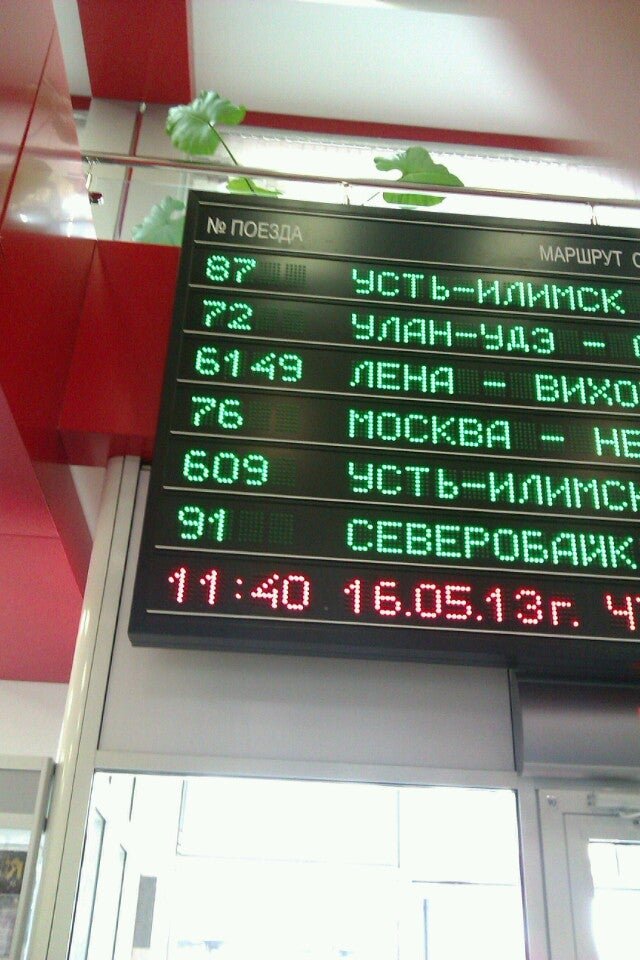 № ПОЕЗДА МАРШРУТ
87 УСТЬ-ИЛИМСК
72 УЛАН-УДЭ -
6149 ЛЕНА - ВИХО
76 МОСКВА - НЕ
609 УСТЬ-ИЛИМСК
91 СЕВЕРОБАЙК
11:40 16.05.13г. Ч